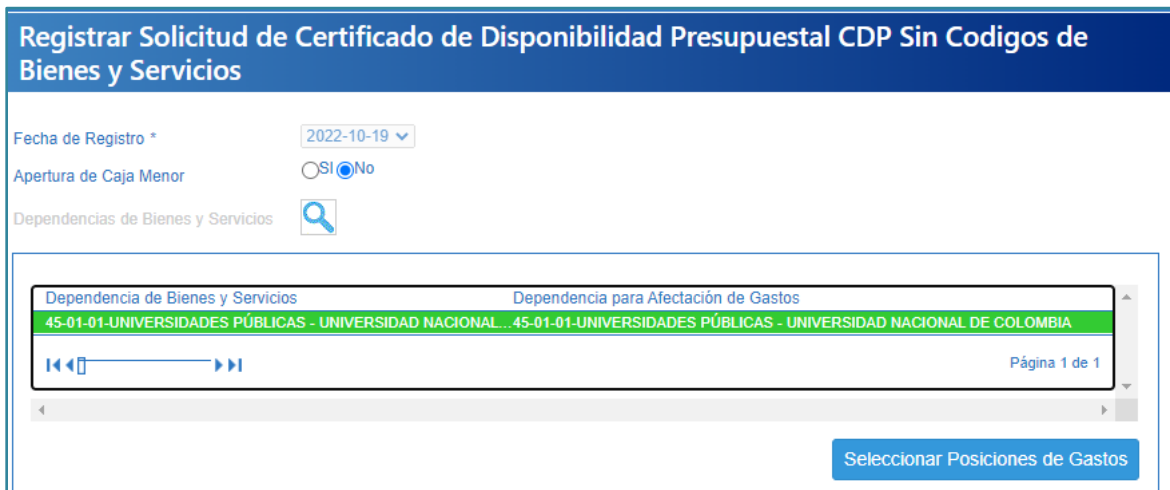 Registrar Solicitud de Certificado de Disponibilidad Presupuestal CDP Sin Codigos de
Bienes y Servicios
Fecha de Registro * 2022-10-19
Apertura de Caja Menor SI No
Dependencias de Bienes y Servicios
Dependencia de Bienes y Servicios Dependencia para Afectación de Gastos
45-01-01-UNIVERSIDADES PÚBLICAS - UNIVERSIDAD NACIONAL... 45-01-01-UNIVERSIDADES PÚBLICAS - UNIVERSIDAD NACIONAL DE COLOMBIA
Página 1 de 1
Seleccionar Posiciones de Gastos